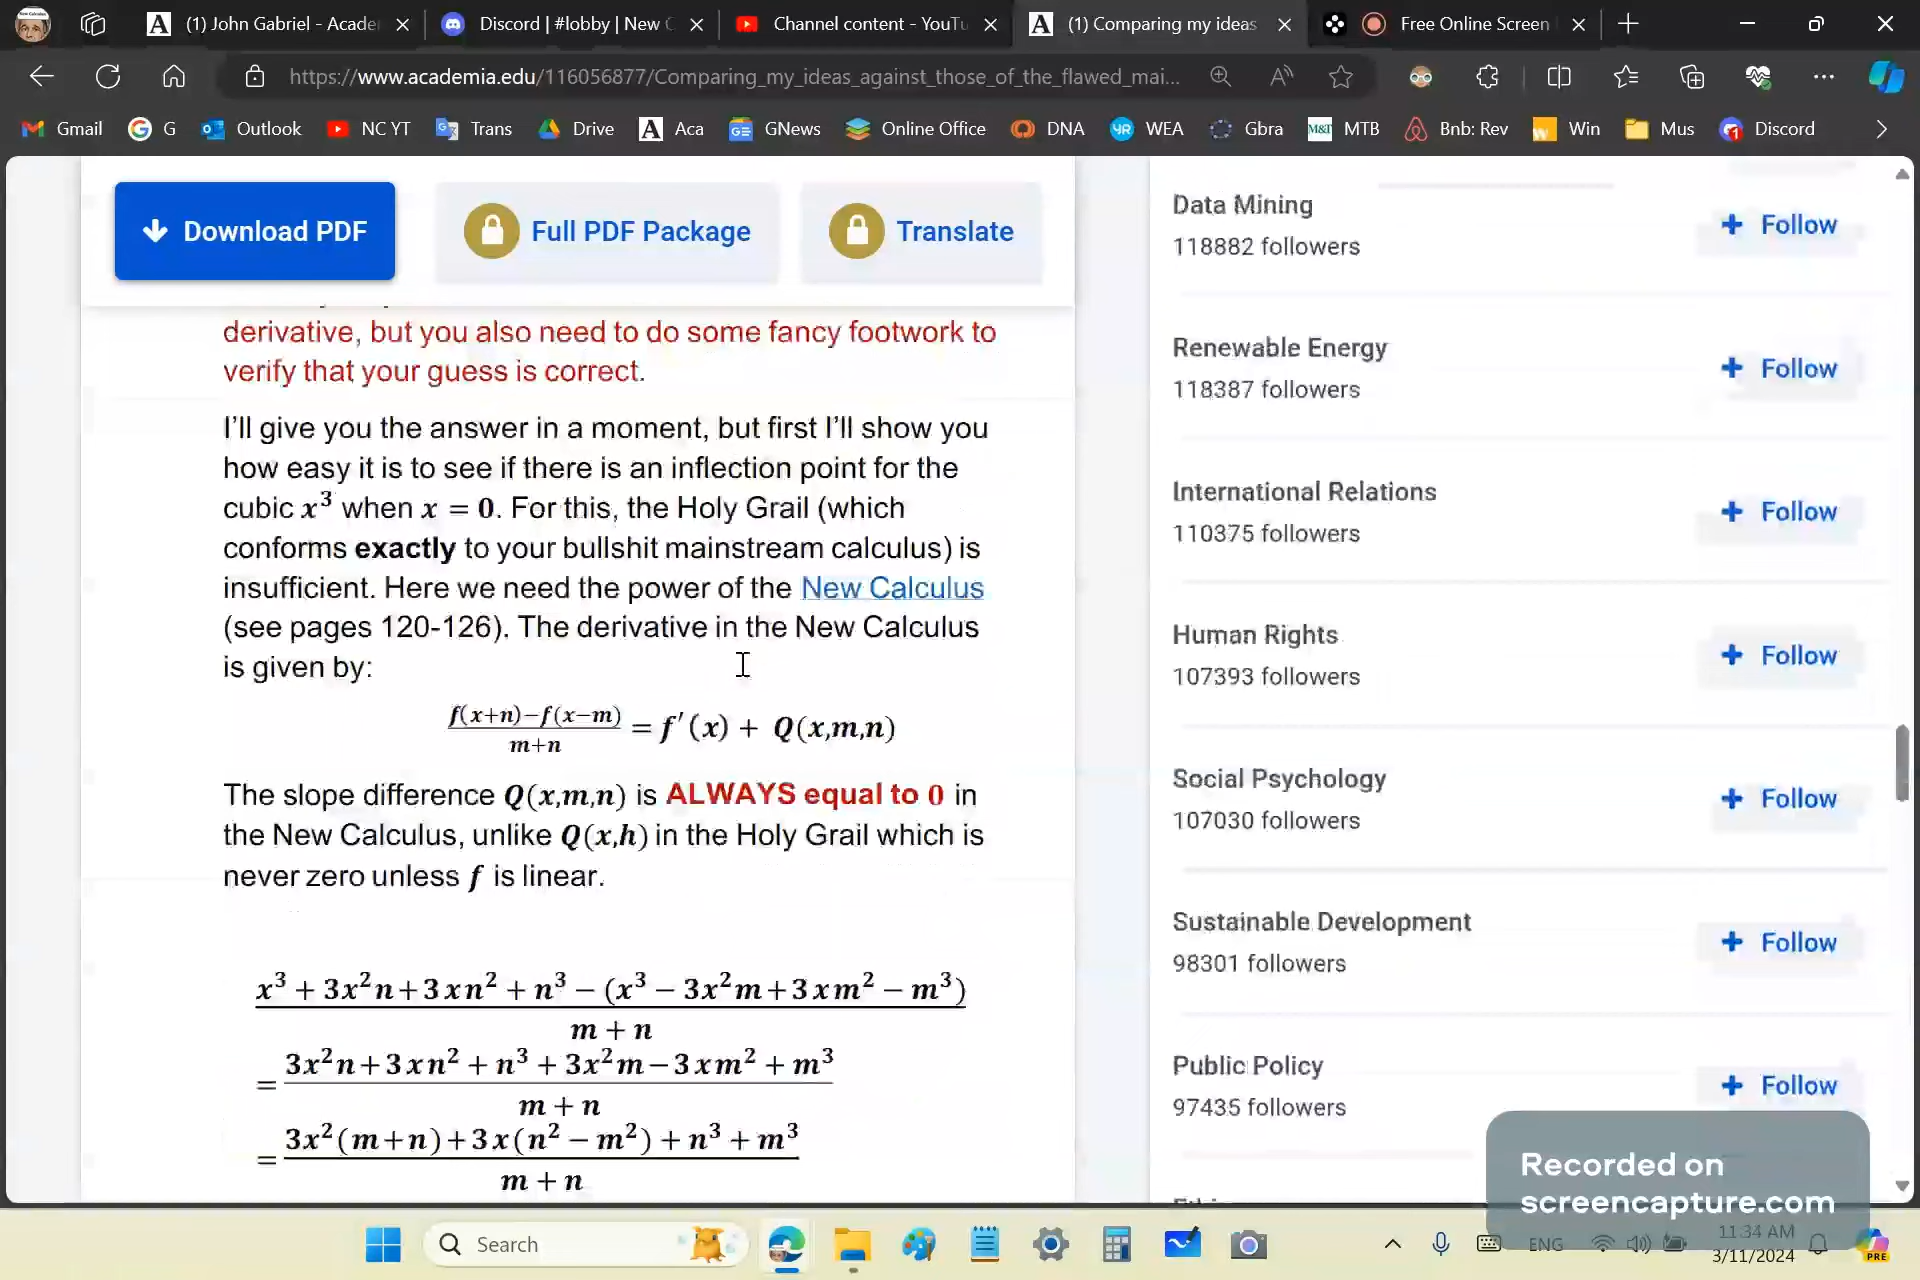 (1) John Gabriel - Acade
Discord | #lobby | New C
Channel content - YouTu
(1) Comparing my ideas
Free Online Screen
https://www.academia.edu/116056877/Comparing_my_ideas_against_those_of_the_flawed_mai...
Gmail
G
Outlook
NC YT
Trans
Drive
Aca
GNews
Online Office
DNA
WEA
Gbra
MTB
Bnb: Rev
Win
Mus
Discord
Download PDF
Full PDF Package
Translate
derivative, but you also need to do some fancy footwork to
verify that your guess is correct.
I'll give you the answer in a moment, but first I'll show you
how easy it is to see if there is an inflection point for the
cubic x³ when x = 0. For this, the Holy Grail (which
conforms exactly to your bullshit mainstream calculus) is
insufficient. Here we need the power of the New Calculus
(see pages 120-126). The derivative in the New Calculus
is given by:
f(x+n)−f(x−m)
m+n
= f′(x) + Q(x,m,n)
The slope difference Q(x,m,n) is ALWAYS equal to 0 in
the New Calculus, unlike Q(x,h) in the Holy Grail which is
never zero unless f is linear.
x³ + 3x²n+3xn² + n³ − (x³ − 3x²m+3xm² − m³)
m + n
= 3x²n+3xn² + n³ + 3x²m−3xm² + m³
m + n
= 3x²(m+n)+3x(n² − m²) + n³ + m³
m + n
Data Mining
118882 followers
+ Follow
Renewable Energy
118387 followers
+ Follow
International Relations
110375 followers
+ Follow
Human Rights
107393 followers
+ Follow
Social Psychology
107030 followers
+ Follow
Sustainable Development
98301 followers
+ Follow
Public Policy
97435 followers
+ Follow
Recorded on
screencapture.com
Search
ENG
11:34 AM
3/11/2024
PRE